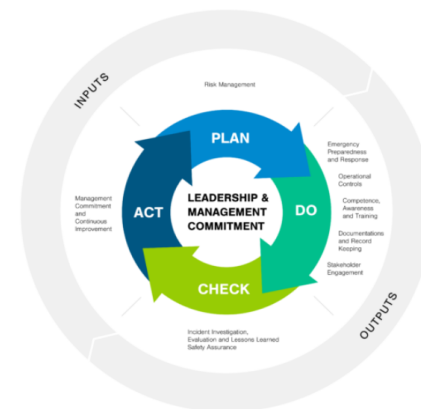 INPUTS
Risk Management
PLAN
Emergency
Preparedness
and Response
Operational
Controls
Competence,
Awareness
and Training
Documentations
and Record
Keeping
Stakeholder
Engagement
DO
LEADERSHIP &
MANAGEMENT
COMMITMENT
ACT
Management
Commitment
and
Continuous
Improvement
CHECK
Incident Investigation,
Evaluation and Lessons Learned
Safety Assurance
OUTPUTS